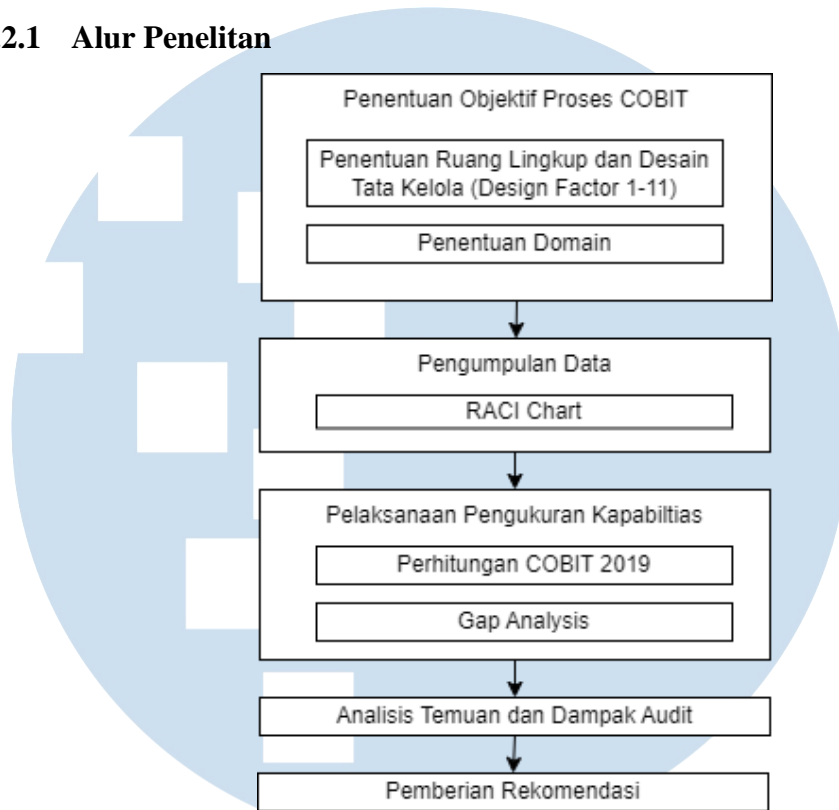 2.1 Alur Penelitan
Penentuan Objektif Proses COBIT
Penentuan Ruang Lingkup dan Desain
Tata Kelola (Design Factor 1-11)
Penentuan Domain
Pengumpulan Data
RACI Chart
Pelaksanaan Pengukuran Kapabiltias
Perhitungan COBIT 2019
Gap Analysis
Analisis Temuan dan Dampak Audit
Pemberian Rekomendasi